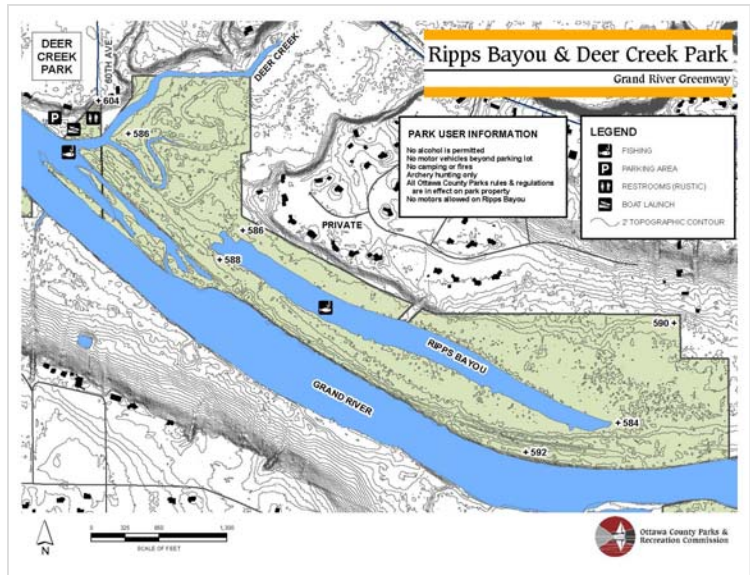 DEER
CREEK
PARK
60TH AVE
DEER CREEK
Ripps Bayou & Deer Creek Park
Grand River Greenway
+ 604
P
+ 586
PARK USER INFORMATION
No alcohol is permitted
No motor vehicles beyond parking lot
No camping or fires
Archery hunting only
All Ottawa County Parks rules & regulations
are in effect on park property
No motors allowed on Ripps Bayou
LEGEND
FISHING
P PARKING AREA
RESTROOMS (RUSTIC)
BOAT LAUNCH
2' TOPOGRAPHIC CONTOUR
PRIVATE
+ 586
+ 588
590 +
RIPPS BAYOU
GRAND RIVER
+ 584
+ 592
N
0 325 650 1,300
SCALE OF FEET
Ottawa County Parks &
Recreation Commission